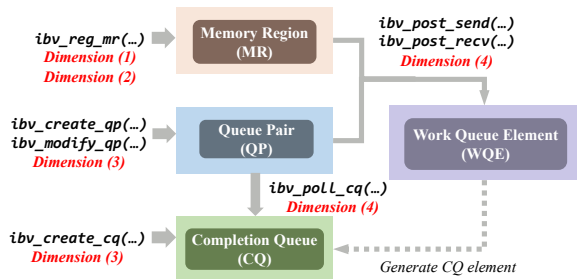 ibv_reg_mr(…)
Dimension (1)
Dimension (2)
Memory Region
(MR)
ibv_post_send(…)
ibv_post_recv(…)
Dimension (4)
ibv_create_qp(…)
ibv_modify_qp(…)
Dimension (3)
Queue Pair
(QP)
Work Queue Element
(WQE)
ibv_poll_cq(…)
Dimension (4)
ibv_create_cq(…)
Dimension (3)
Completion Queue
(CQ)
Generate CQ element